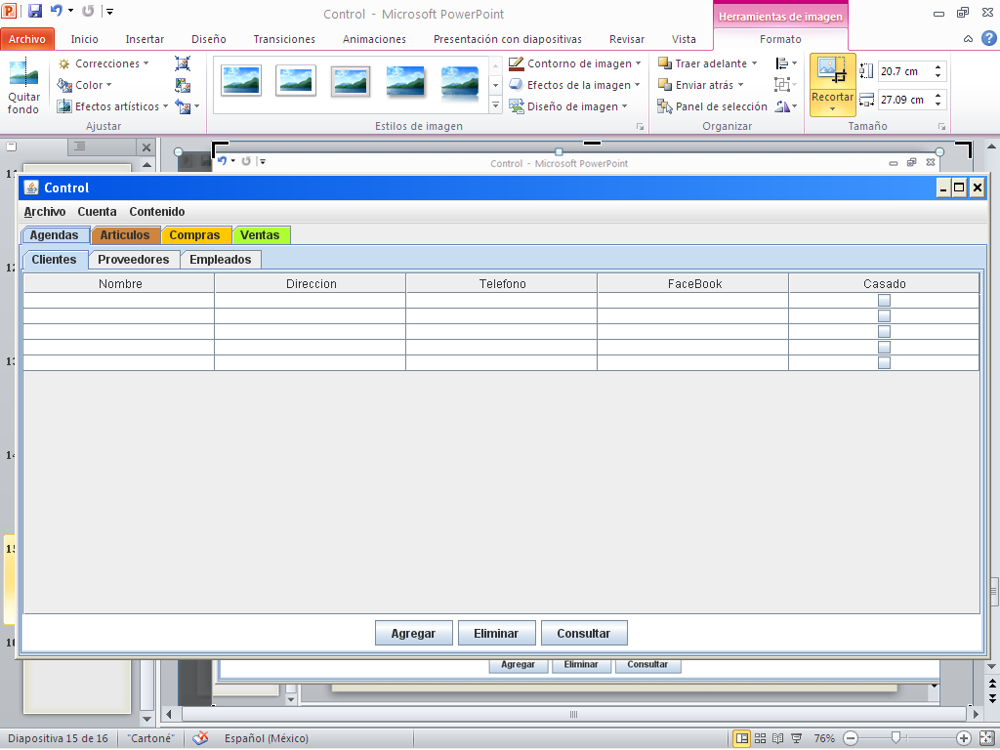 Control - Microsoft PowerPoint
Herramientas de imagen
Archivo Inicio Insertar Diseño Transiciones Animaciones Presentación con diapositivas Revisar Vista Formato
Quitar fondo
Correcciones
Color
Efectos artísticos
Ajustar
Estilos de imagen
Contorno de imagen
Efectos de la imagen
Diseño de imagen
Traer adelante
Enviar atrás
Panel de selección
Organizar
Recortar
20.7 cm
27.09 cm
Tamaño
Control - Microsoft PowerPoint
Control
Archivo Cuenta Contenido
Agendas Articulos Compras Ventas
Clientes Proveedores Empleados
Nombre Direccion Telefono FaceBook Casado
Agregar Eliminar Consultar
Agregar Eliminar Consultar
12
13
14
15
Diapositiva 15 de 16 "Cartoné" Español (México) 76%